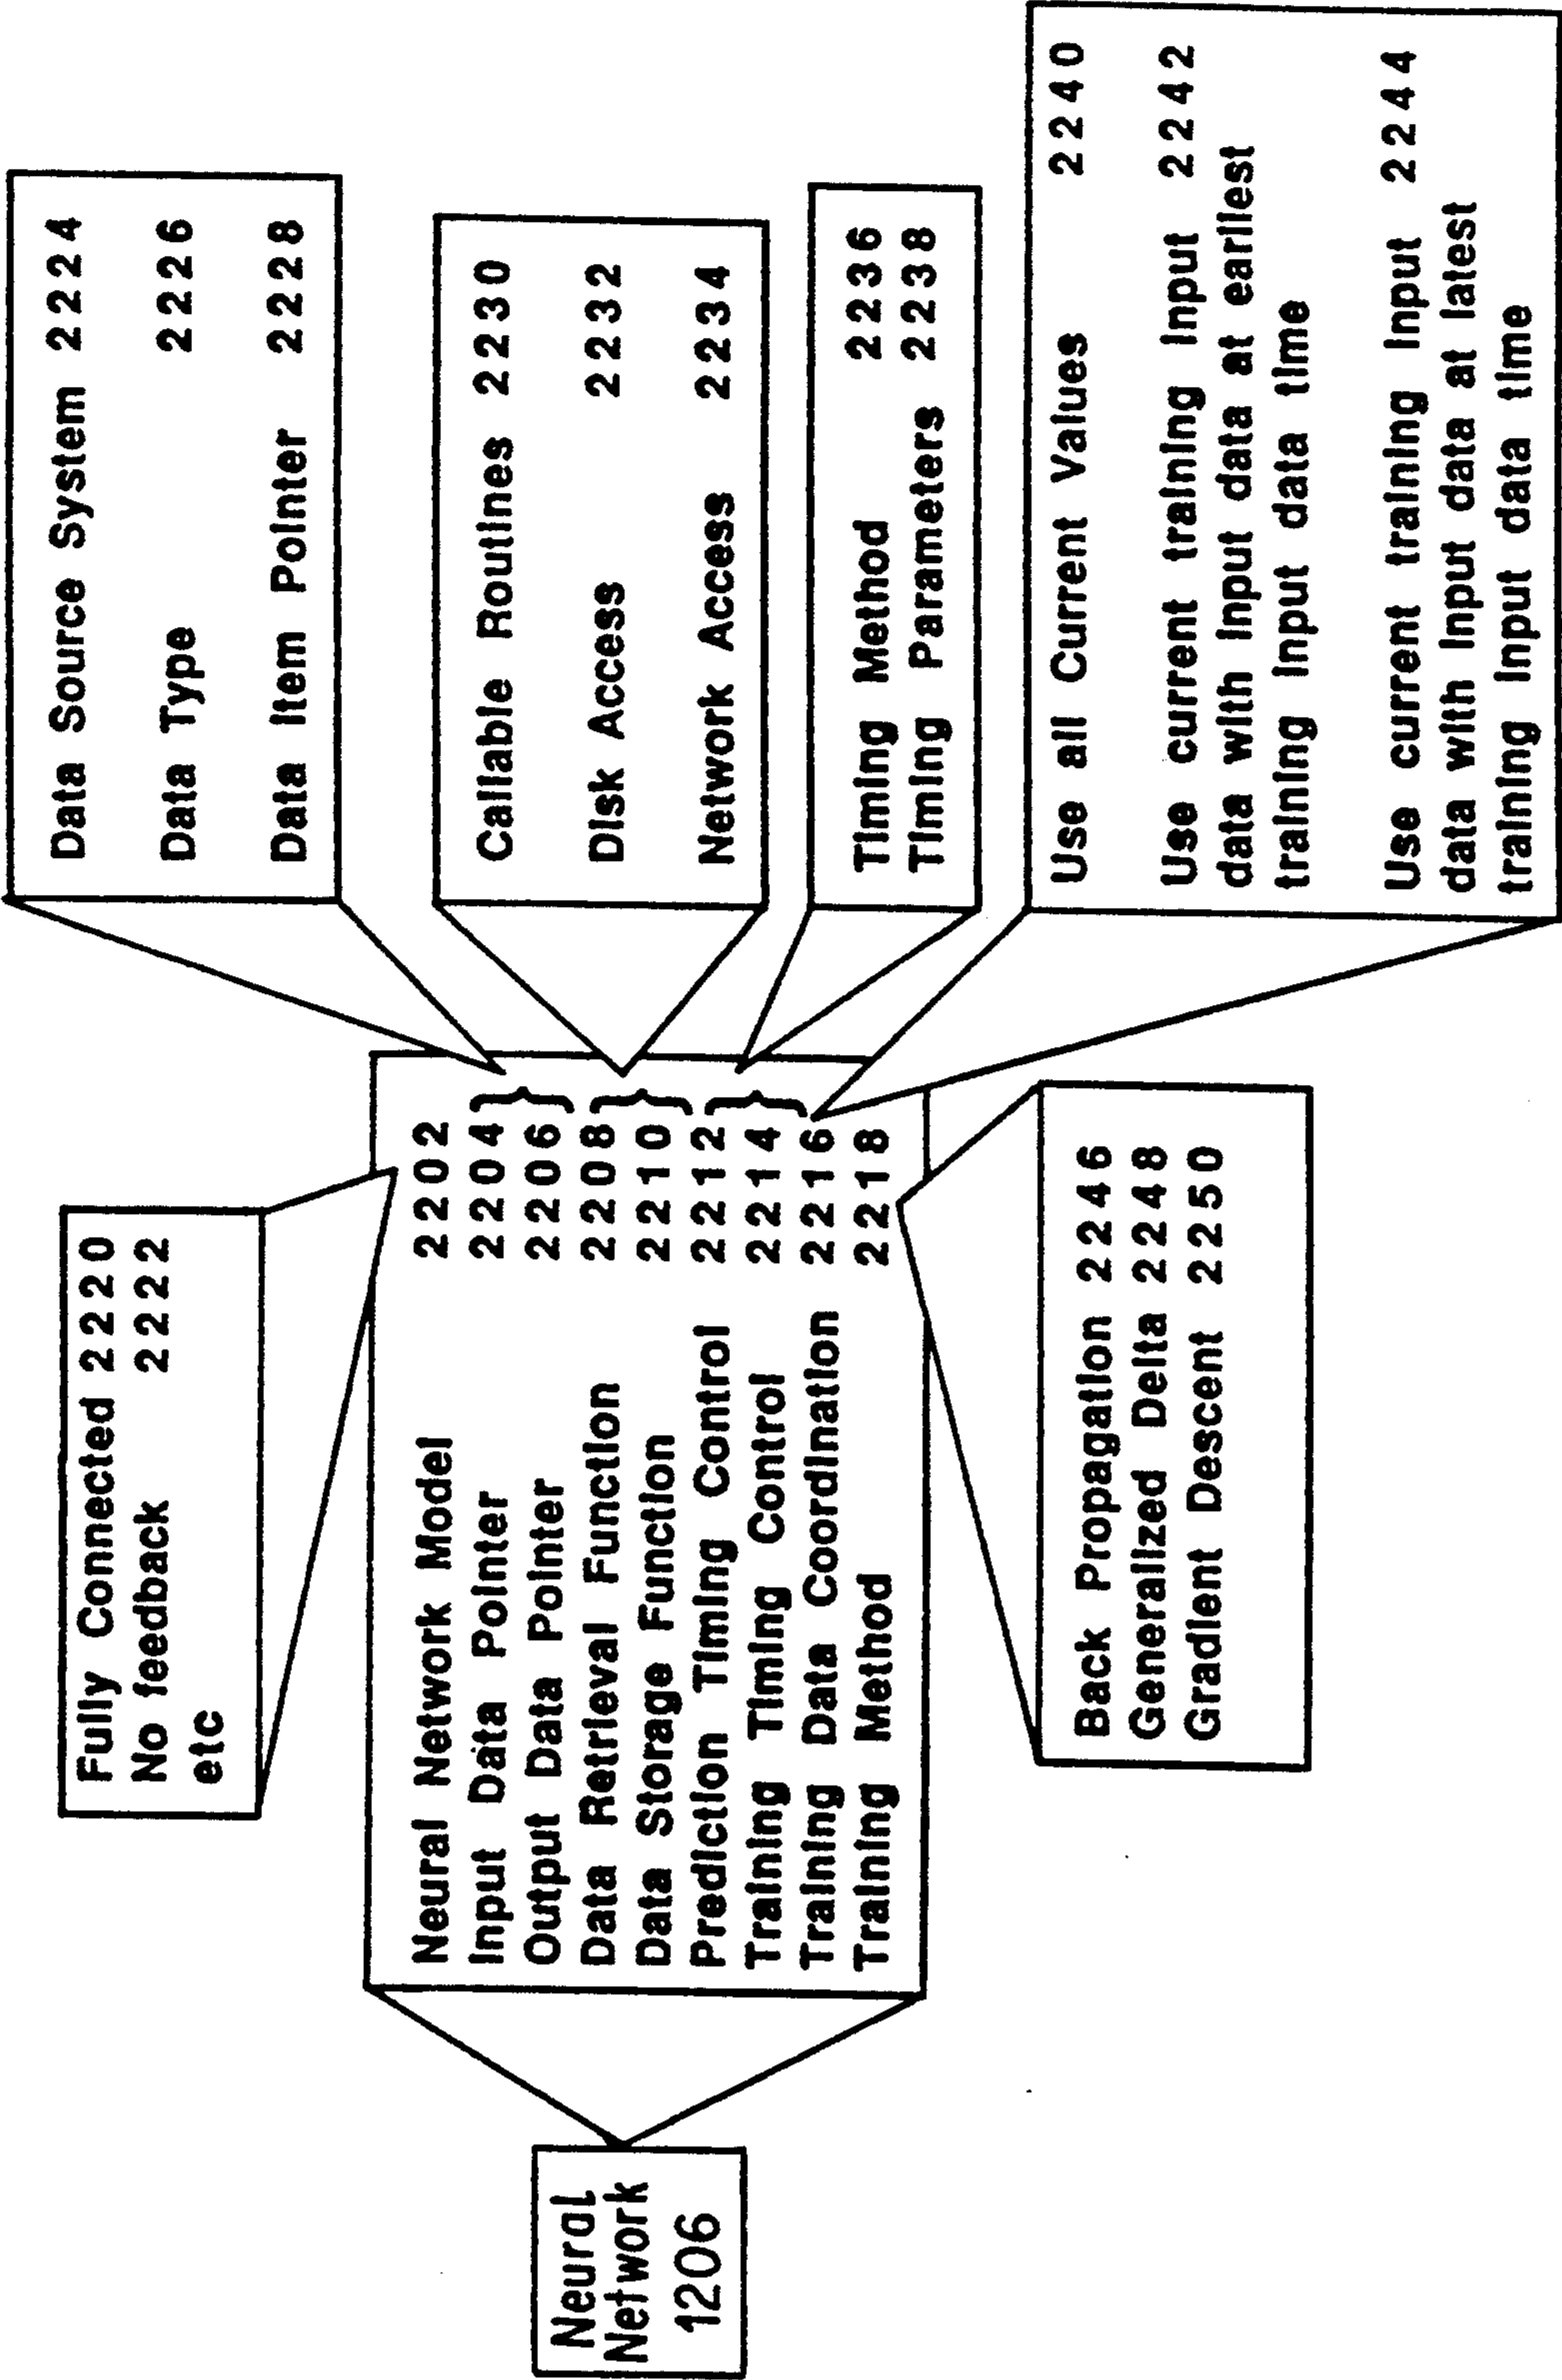 Neural
Network
1206
Fully Connected 2220
No feedback 2222
etc
Neural Network Model 2202
Input Data Pointer 2204
Output Data Pointer 2206
Data Retrieval Function 2208
Data Storage Function 2210
Prediction Timing Control 2212
Training Timing Control 2214
Training Data Coordination 2216
Training Method 2218
Back Propagation 2246
Generalized Delta 2248
Gradient Descent 2250
Data Source System 2224
Data Type 2226
Data Item Pointer 2228
Callable Routines 2230
Disk Access 2232
Network Access 2234
Timing Method 2236
Timing Parameters 2238
Use all Current Values 2240
Use current training input 2242
data with input data at earliest
training input data time
Use current training input 2244
data with input data at latest
training input data time